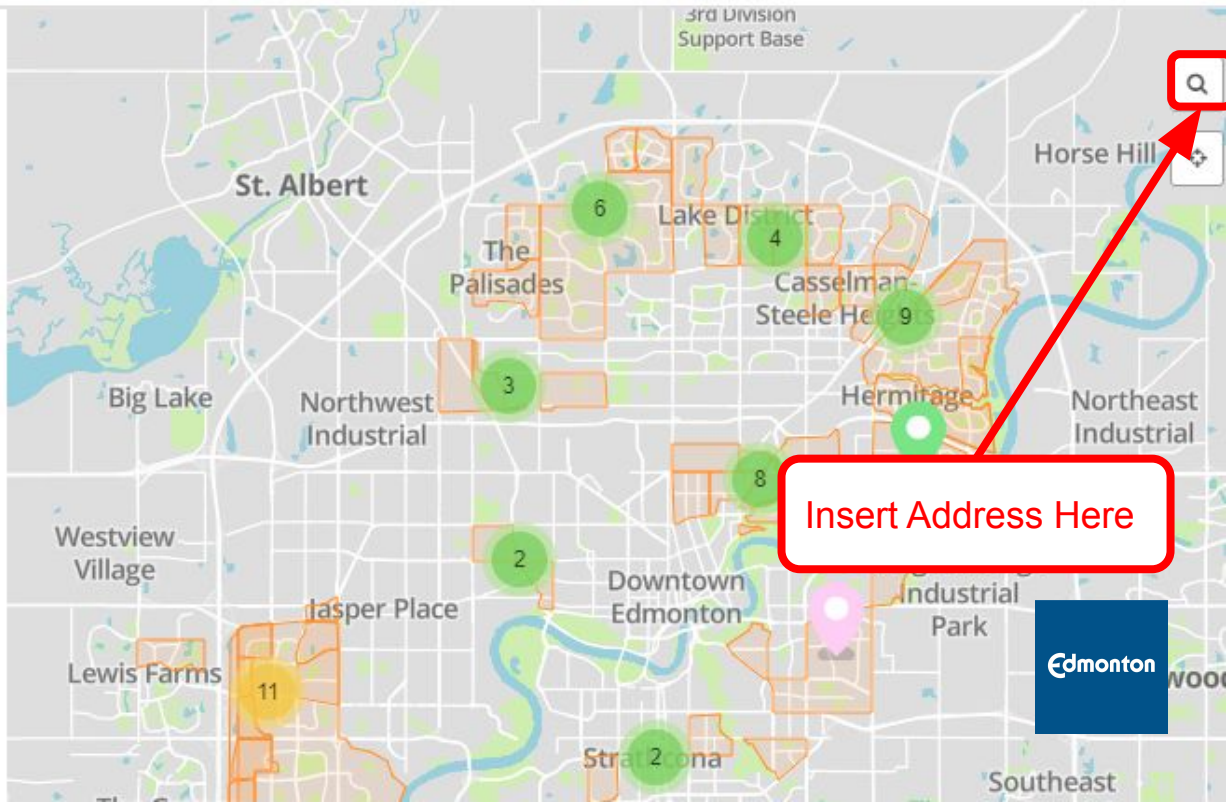 3rd Division
Support Base
Horse Hill
St. Albert
6
Lake District
4
The
Palisades
Casselman-
Steele Heights
9
3
Big Lake
Northwest
Industrial
Hermitage
Northeast
Industrial
8
Insert Address Here
Westview
Village
2
Downtown
Edmonton
Industrial
Park
Jasper Place
Edmonton
Lewis Farms
11
wood
Strathcona
2
Southeast